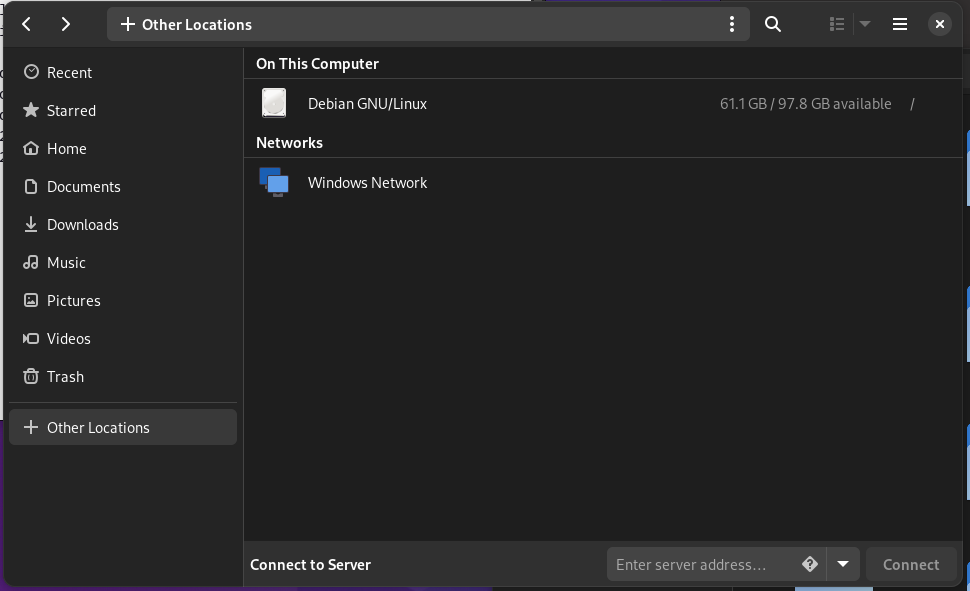 Other Locations
Recent
Starred
Home
Documents
Downloads
Music
Pictures
Videos
Trash
Other Locations
On This Computer
Debian GNU/Linux 61.1 GB / 97.8 GB available /
Networks
Windows Network
Connect to Server Enter server address... Connect